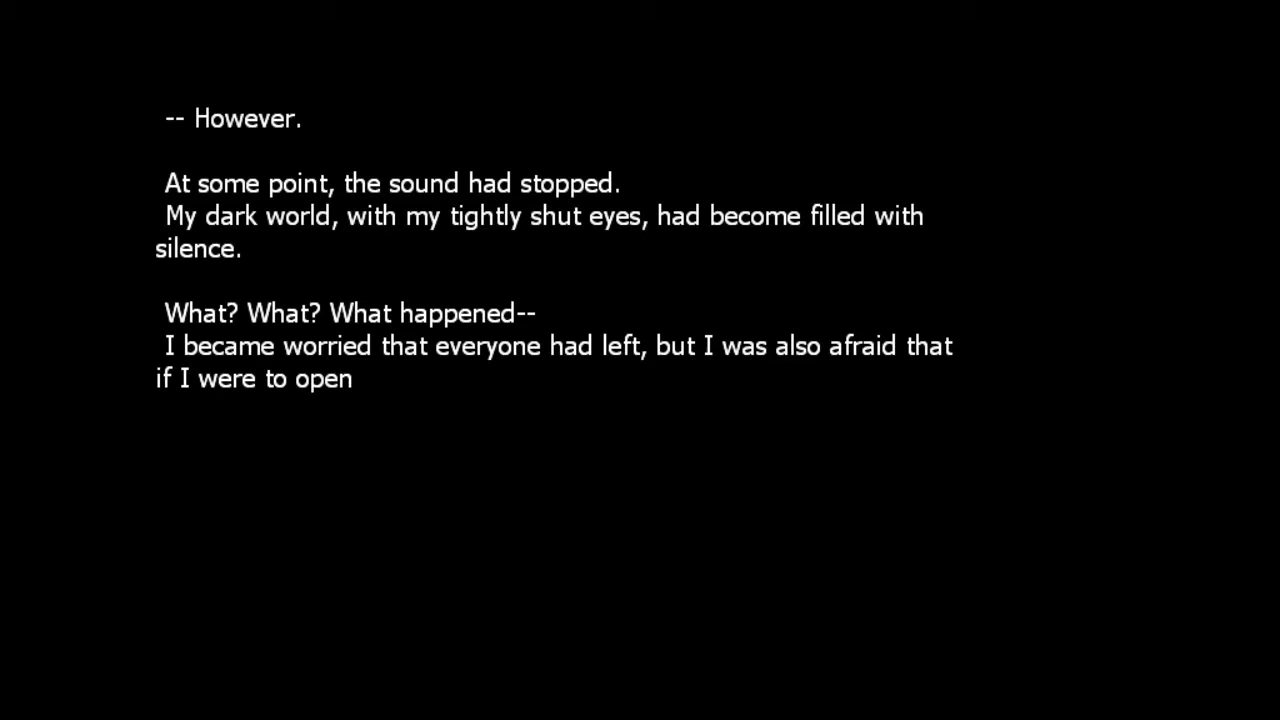 -- However.
At some point, the sound had stopped.
My dark world, with my tightly shut eyes, had become filled with
silence.
What? What? What happened--
I became worried that everyone had left, but I was also afraid that
if I were to open